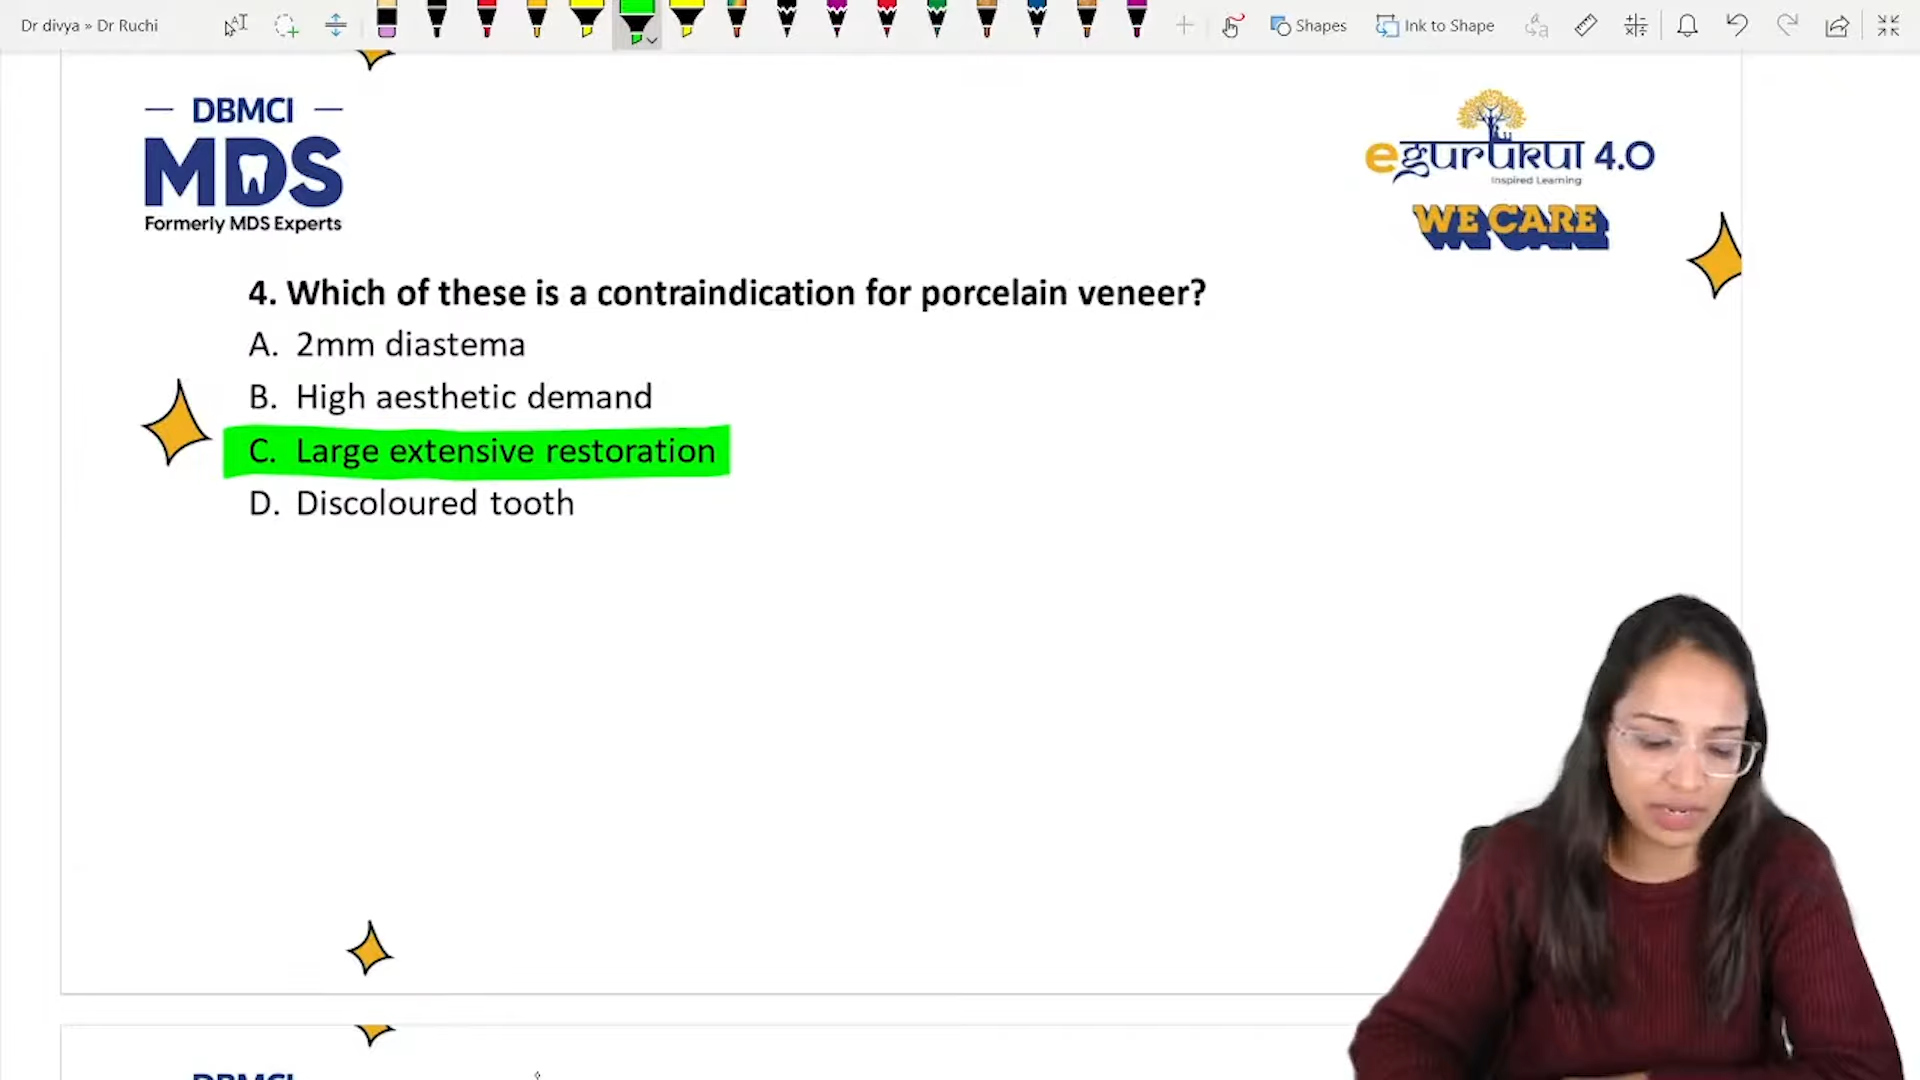 Dr divya » Dr Ruchi
Shapes
Ink to Shape
DBMCI
MDS
Formerly MDS Experts
egurukul 4.0
Inspired Learning
WE CARE
4. Which of these is a contraindication for porcelain veneer?
A. 2mm diastema
B. High aesthetic demand
C. Large extensive restoration
D. Discoloured tooth
DBMCI